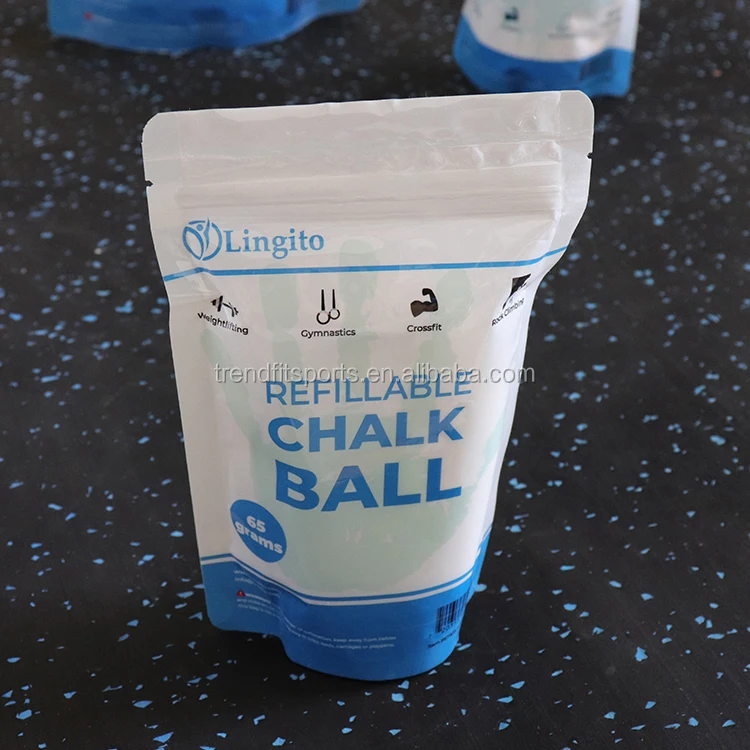 Lingito
Weightlifting
Gymnastics
Crossfit
Rock Climbing
trendfitsports.en.alibaba.com
REFILLABLE
CHALK
BALL
65
grams